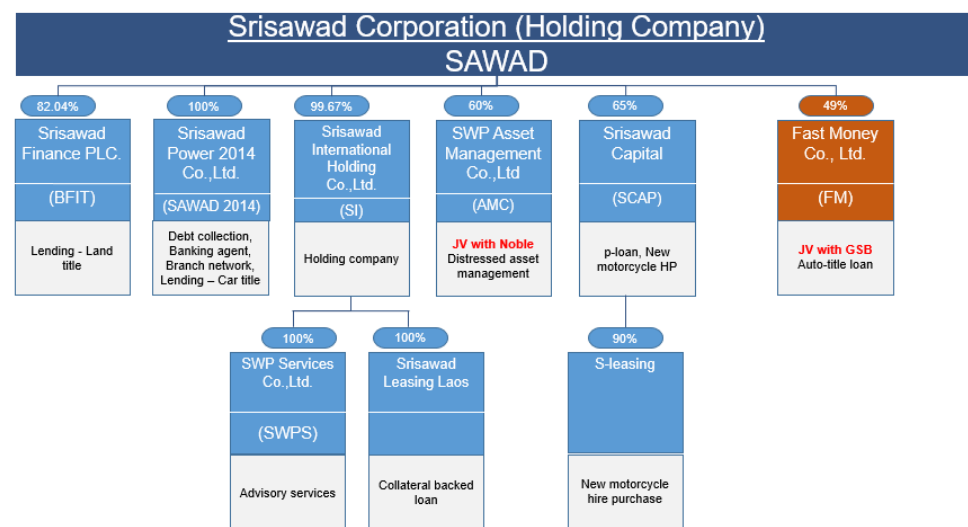 Srisawad Corporation (Holding Company)
SAWAD
82.04%
100%
99.67%
60%
65%
49%
Srisawad
Finance PLC.
(BFIT)
Lending - Land
title
Srisawad
Power 2014
Co.,Ltd.
(SAWAD 2014)
Debt collection,
Banking agent,
Branch network,
Lending – Car title
Srisawad
International
Holding
Co.,Ltd.
(SI)
Holding company
SWP Asset
Management
Co.,Ltd
(AMC)
JV with Noble
Distressed asset
management
Srisawad
Capital
(SCAP)
p-loan, New
motorcycle HP
Fast Money
Co., Ltd.
(FM)
JV with GSB
Auto-title loan
100%
100%
90%
SWP Services
Co.,Ltd.
(SWPS)
Advisory services
Srisawad
Leasing Laos
Collateral backed
loan
S-leasing
New motorcycle
hire purchase